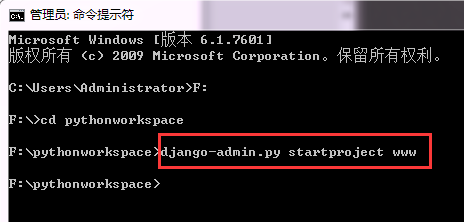 管理员: 命令提示符
Microsoft Windows [版本 6.1.7601]
版权所有 (c) 2009 Microsoft Corporation。保留所有权利。
C:\Users\Administrator>F:
F:\>cd pythonworkspace
F:\pythonworkspace>django-admin.py startproject www
F:\pythonworkspace>